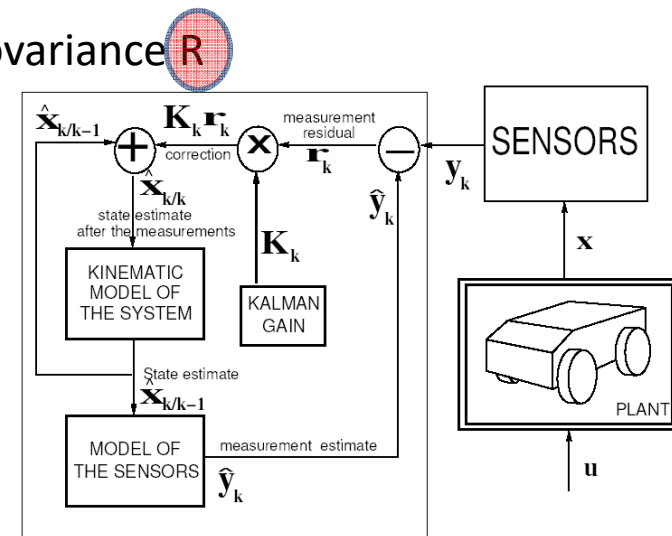 ovariance R
x̂k/k−1
Kk rk
correction
measurement
residual
rk
SENSORS
yk
ŷk
x̂k/k
state estimate
after the measurements
Kk
x
KINEMATIC
MODEL OF
THE SYSTEM
KALMAN
GAIN
State estimate
x̂k/k−1
PLANT
MODEL OF
THE SENSORS
measurement estimate
ŷk
u